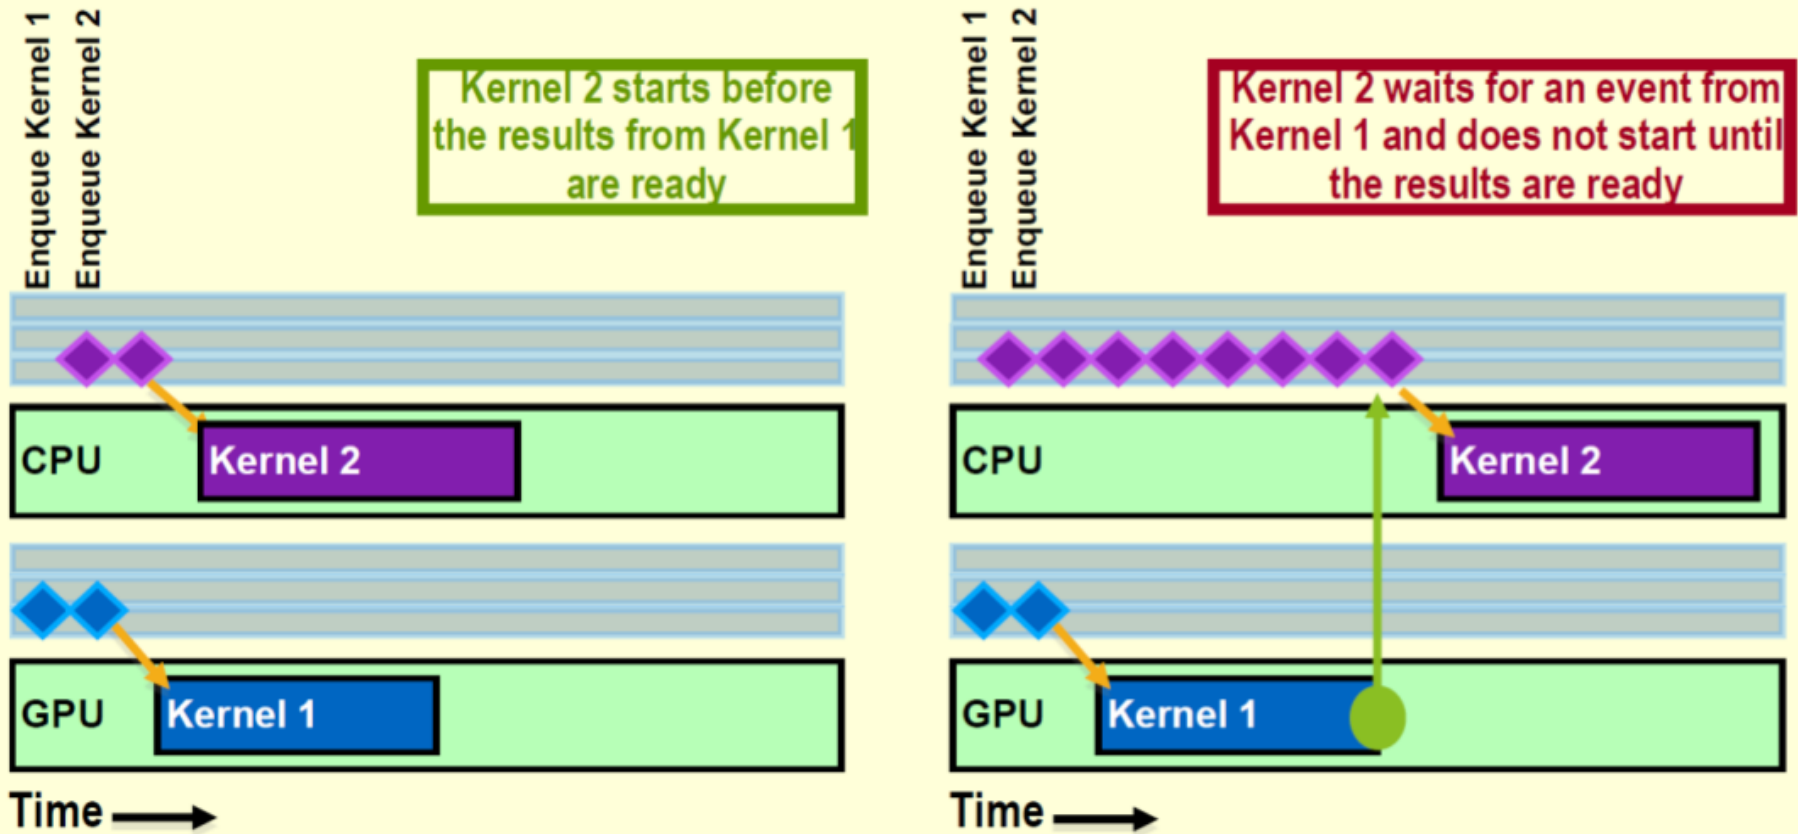 Enqueue Kernel 1
Enqueue Kernel 2
Kernel 2 starts before
the results from Kernel 1
are ready
CPU
Kernel 2
GPU
Kernel 1
Time
Enqueue Kernel 1
Enqueue Kernel 2
Kernel 2 waits for an event from
Kernel 1 and does not start until
the results are ready
CPU
Kernel 2
GPU
Kernel 1
Time